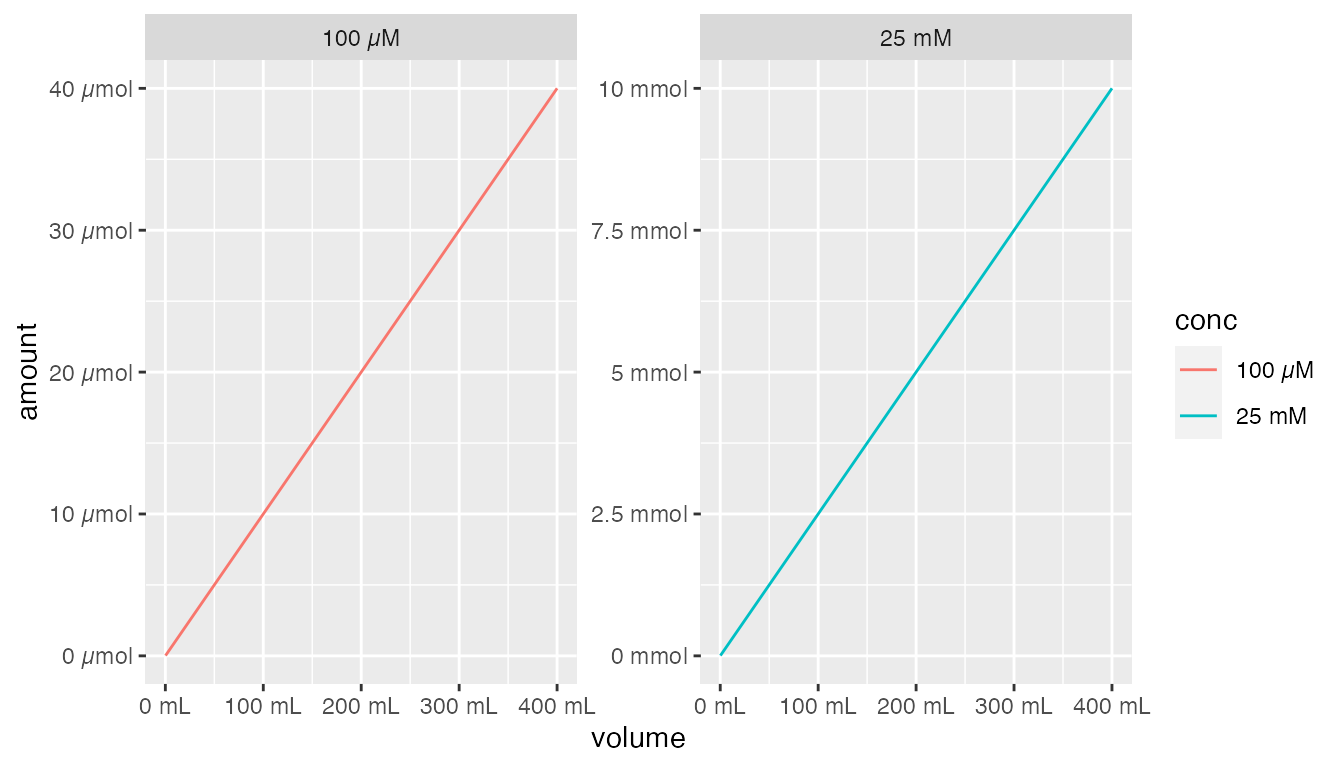 100 µM
25 mM
40 µmol
30 µmol
20 µmol
10 µmol
0 µmol
10 mmol
7.5 mmol
5 mmol
2.5 mmol
0 mmol
0 mL 100 mL 200 mL 300 mL 400 mL
0 mL 100 mL 200 mL 300 mL 400 mL
volume
amount
conc
100 µM
25 mM